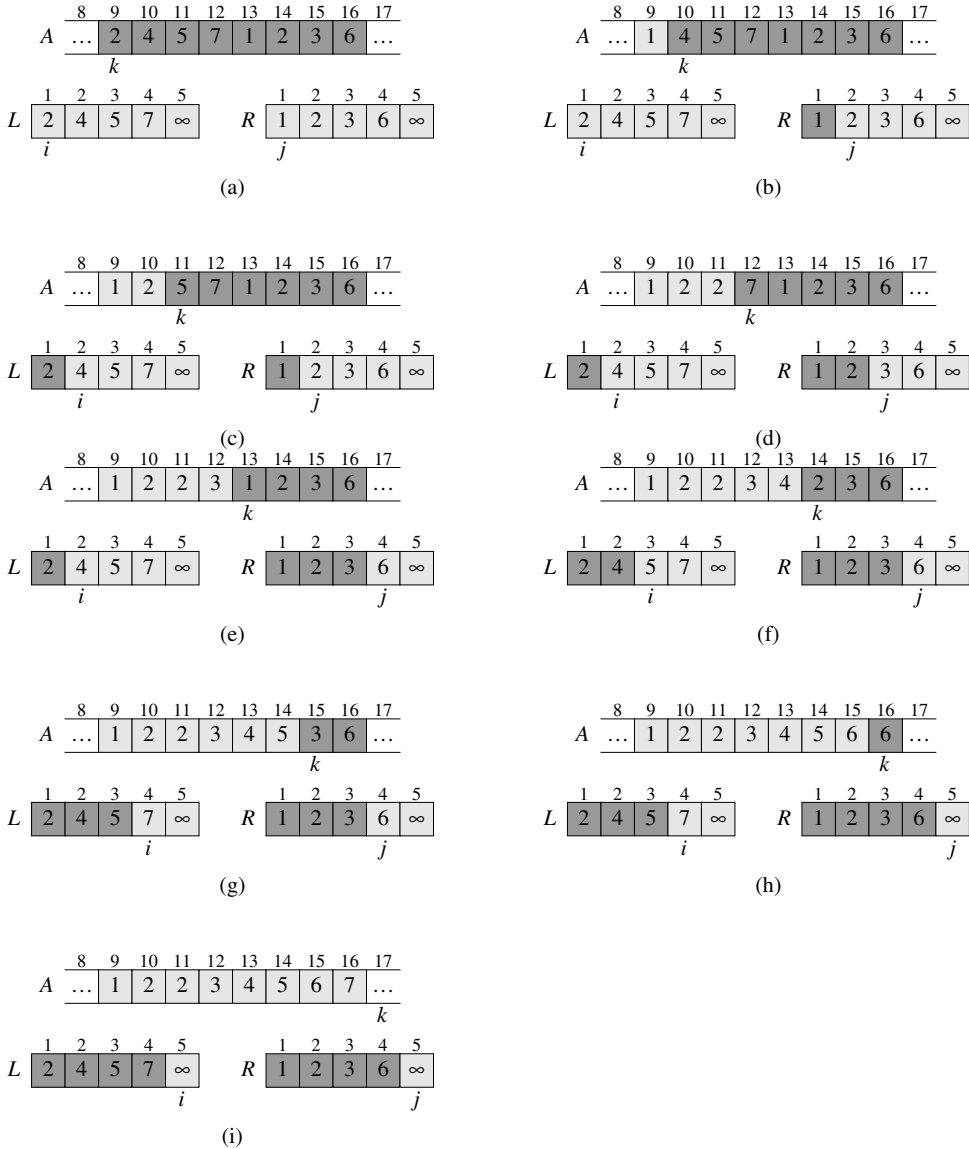 8 9 10 11 12 13 14 15 16 17
A … 2 4 5 7 1 2 3 6 …
k
1 2 3 4 5 1 2 3 4 5
L 2 4 5 7 ∞ R 1 2 3 6 ∞
i j
(a)
8 9 10 11 12 13 14 15 16 17
A … 1 4 5 7 1 2 3 6 …
k
1 2 3 4 5 1 2 3 4 5
L 2 4 5 7 ∞ R 1 2 3 6 ∞
i j
(b)
8 9 10 11 12 13 14 15 16 17
A … 1 2 5 7 1 2 3 6 …
k
1 2 3 4 5 1 2 3 4 5
L 2 4 5 7 ∞ R 1 2 3 6 ∞
i j
(c)
8 9 10 11 12 13 14 15 16 17
A … 1 2 2 7 1 2 3 6 …
k
1 2 3 4 5 1 2 3 4 5
L 2 4 5 7 ∞ R 1 2 3 6 ∞
i j
(d)
8 9 10 11 12 13 14 15 16 17
A … 1 2 2 3 1 2 3 6 …
k
1 2 3 4 5 1 2 3 4 5
L 2 4 5 7 ∞ R 1 2 3 6 ∞
i j
(e)
8 9 10 11 12 13 14 15 16 17
A … 1 2 2 3 4 2 3 6 …
k
1 2 3 4 5 1 2 3 4 5
L 2 4 5 7 ∞ R 1 2 3 6 ∞
i j
(f)
8 9 10 11 12 13 14 15 16 17
A … 1 2 2 3 4 5 3 6 …
k
1 2 3 4 5 1 2 3 4 5
L 2 4 5 7 ∞ R 1 2 3 6 ∞
i j
(g)
8 9 10 11 12 13 14 15 16 17
A … 1 2 2 3 4 5 6 6 …
k
1 2 3 4 5 1 2 3 4 5
L 2 4 5 7 ∞ R 1 2 3 6 ∞
i j
(h)
8 9 10 11 12 13 14 15 16 17
A … 1 2 2 3 4 5 6 7 …
k
1 2 3 4 5 1 2 3 4 5
L 2 4 5 7 ∞ R 1 2 3 6 ∞
i j
(i)